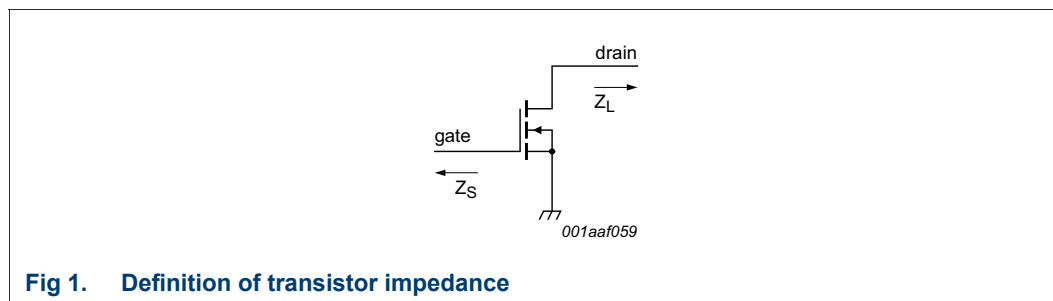 drain
Z_L
gate
Z_S
001aaf059
Fig 1. Definition of transistor impedance